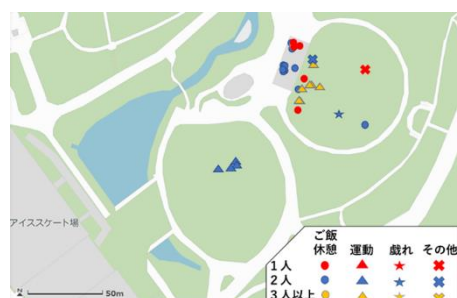 アイススケート場
ご飯
休憩 運動 戯れ その他
1人
2人
3人以上
N 50m